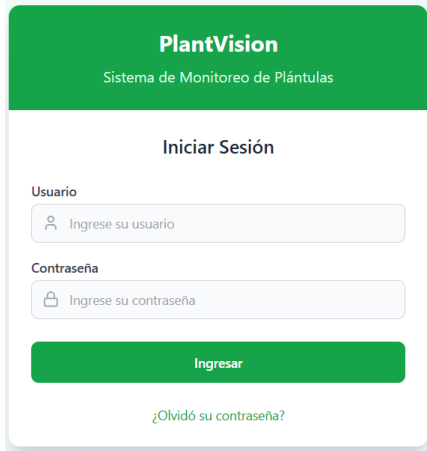 PlantVision
Sistema de Monitoreo de Plántulas
Iniciar Sesión
Usuario
Ingrese su usuario
Contraseña
Ingrese su contraseña
Ingresar
¿Olvidó su contraseña?